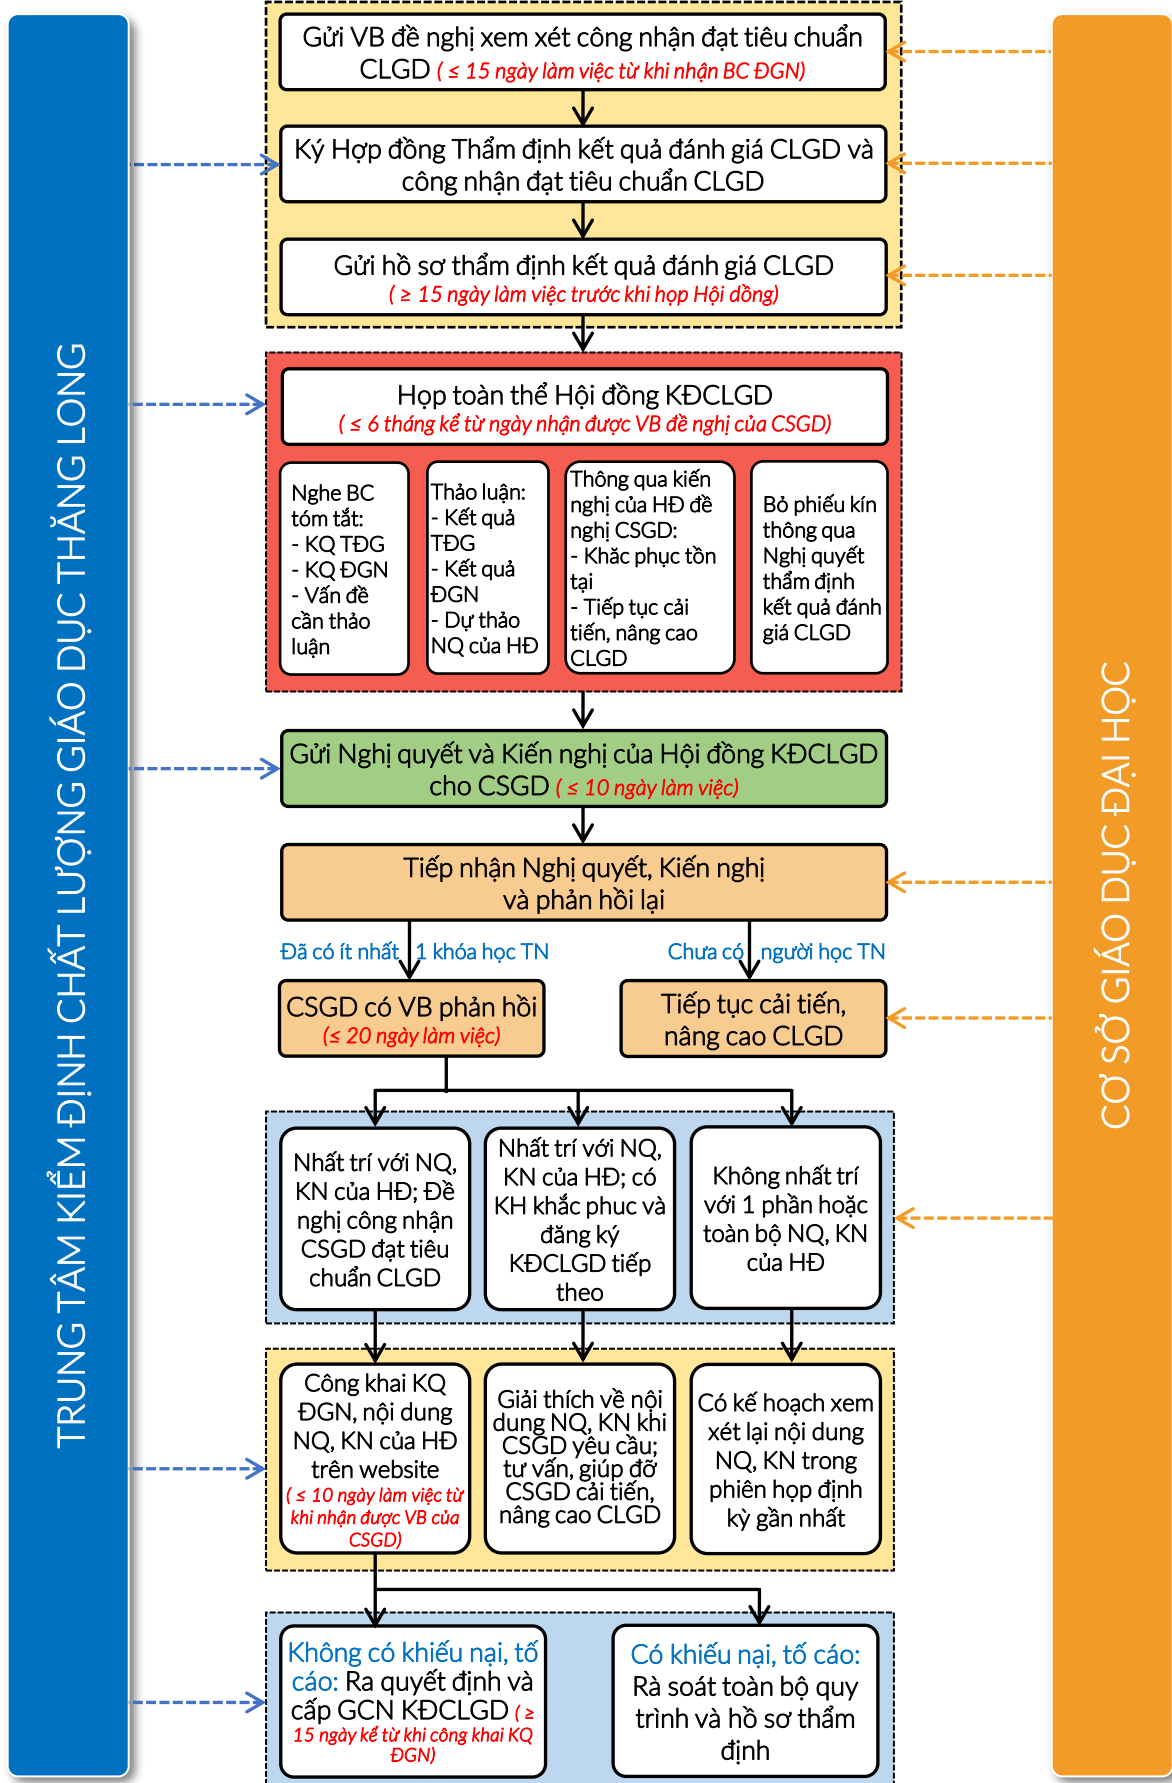 TRUNG TÂM KIỂM ĐỊNH CHẤT LƯỢNG GIÁO DỤC THĂNG LONG
Gửi VB đề nghị xem xét công nhận đạt tiêu chuẩn
CLGD ( ≤ 15 ngày làm việc từ khi nhận BC ĐGN)
Ký Hợp đồng Thẩm định kết quả đánh giá CLGD và
công nhận đạt tiêu chuẩn CLGD
Gửi hồ sơ thẩm định kết quả đánh giá CLGD
( ≥ 15 ngày làm việc trước khi họp Hội dồng)
Họp toàn thể Hội đồng KĐCLGD
( ≤ 6 tháng kể từ ngày nhận được VB đề nghị của CSGD)
Nghe BC
tóm tắt:
- KQ TĐG
- KQ ĐGN
- Vấn đề
cần thảo
luận
Thảo luận:
- Kết quả
TĐG
- Kết quả
ĐGN
- Dự thảo
NQ của HĐ
Thông qua kiến
nghị của HĐ đề
nghị CSGD:
- Khăc phục tồn
tại
- Tiếp tục cải
tiến, nâng cao
CLGD
Bỏ phiếu kín
thông qua
Nghị quyết
thẩm định
kết quả đánh
giá CLGD
Gửi Nghị quyết và Kiến nghị của Hội đồng KĐCLGD
cho CSGD ( ≤ 10 ngày làm việc)
Tiếp nhận Nghị quyết, Kiến nghị
và phản hồi lại
Đã có ít nhất 1 khóa học TN
Chưa có người học TN
CSGD có VB phản hồi
(≤ 20 ngày làm việc)
Tiếp tục cải tiến,
nâng cao CLGD
Nhất trí với NQ,
KN của HĐ; Đề
nghị công nhận
CSGD đạt tiêu
chuẩn CLGD
Nhất trí với NQ,
KN của HĐ; có
KH khắc phuc và
đăng ký
KĐCLGD tiếp
theo
Không nhất trí
với 1 phần hoặc
toàn bộ NQ, KN
của HĐ
Công khai KQ
ĐGN, nội dung
NQ, KN của HĐ
trên website
( ≤ 10 ngày làm việc từ
khi nhận được VB của
CSGD)
Giải thích về nội
dung NQ, KN khi
CSGD yêu cầu;
tư vấn, giúp đỡ
CSGD cải tiến,
nâng cao CLGD
Có kế hoạch xem
xét lại nội dung
NQ, KN trong
phiên họp định
kỳ gần nhất
Không có khiếu nại, tố
cáo: Ra quyết định và
cấp GCN KĐCLGD ( ≥
15 ngày kể từ khi công khai KQ
ĐGN)
Có khiếu nại, tố cáo:
Rà soát toàn bộ quy
trình và hồ sơ thẩm
định
CƠ SỞ GIÁO DỤC ĐẠI HỌC